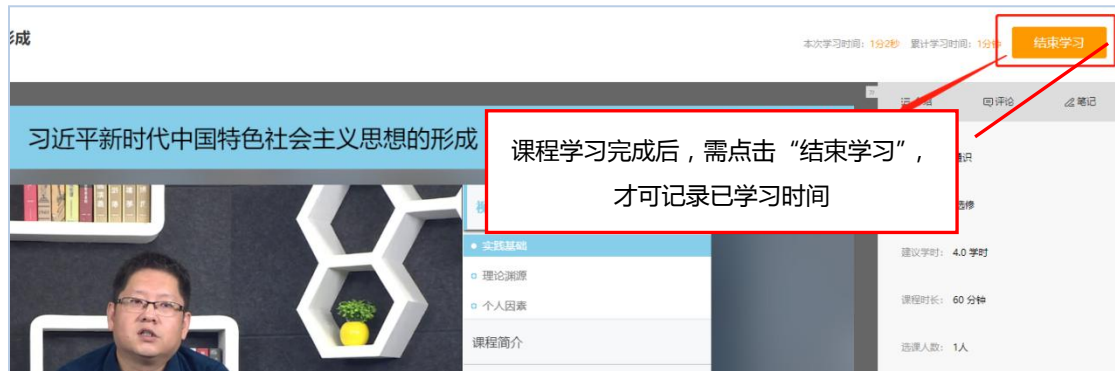 形成
本次学习时间：1分2秒 累计学习时间：1分钟 结束学习
评论 笔记
习近平新时代中国特色社会主义思想的形成
课程学习完成后，需点击“结束学习”，
才可记录已学习时间
实践基础
建议学时： 4.0 学时
理论渊源
课程时长： 60 分钟
个人因素
课程简介
选课人数： 1人